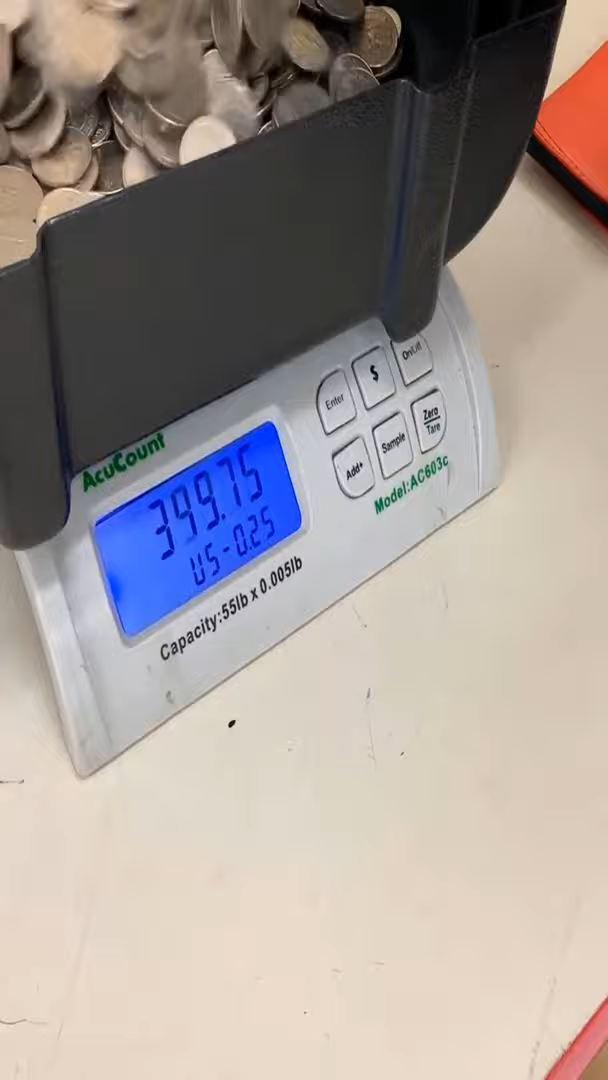 On/Off
$
Enter
Zero
Tare
Sample
Add+
AcuCount
Model:AC603c
399.75
US-0.25
Capacity:55lb x 0.005lb